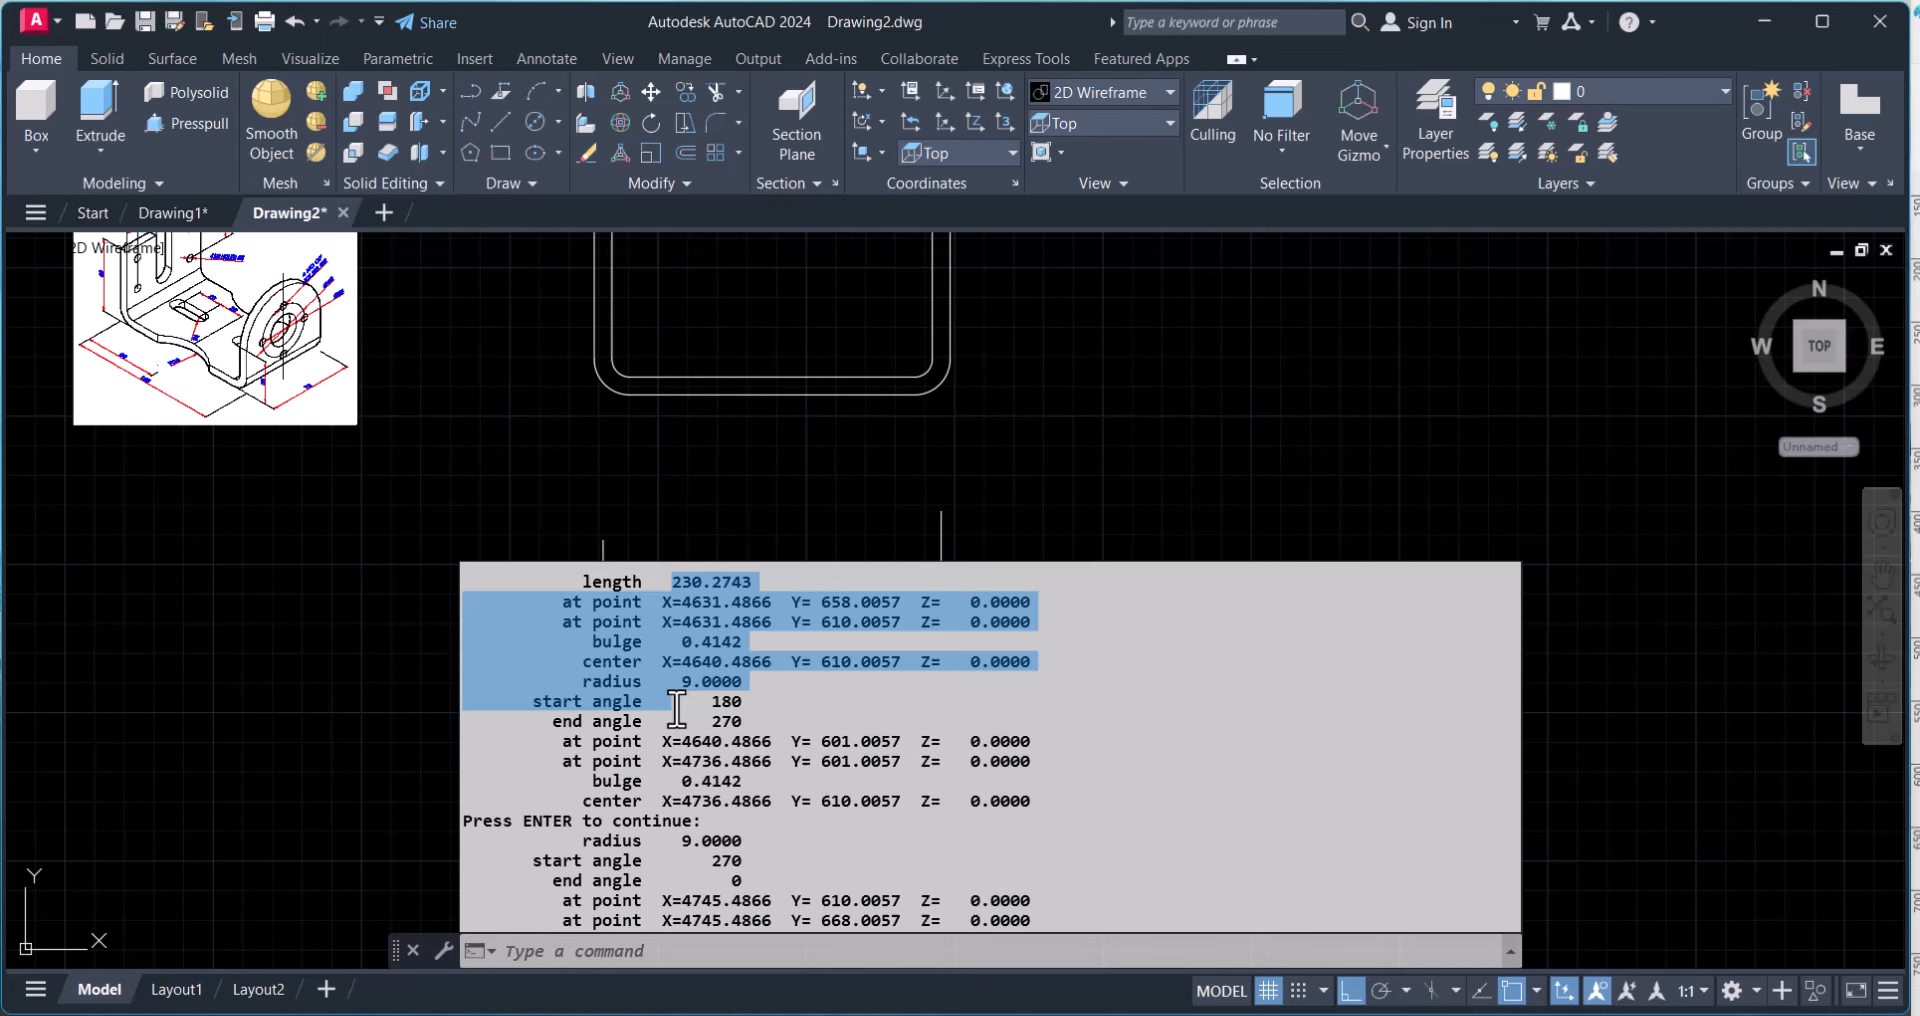 Share
Autodesk AutoCAD 2024 Drawing2.dwg
Type a keyword or phrase
Sign In
Home Solid Surface Mesh Visualize Parametric Insert Annotate View Manage Output Add-ins Collaborate Express Tools Featured Apps
Box
Extrude
Polysolid
Presspull
Smooth
Object
Section
Plane
2D Wireframe
Top
Top
Culling
No Filter
Move
Gizmo
Layer
Properties
0
Group
Base
Modeling Mesh Solid Editing Draw Modify Section Coordinates View Selection Layers Groups View
Start Drawing1* Drawing2*
2D Wireframe]
N
W TOP E
S
Unnamed
length 230.2743
at point X=4631.4866 Y= 658.0057 Z= 0.0000
at point X=4631.4866 Y= 610.0057 Z= 0.0000
bulge 0.4142
center X=4640.4866 Y= 610.0057 Z= 0.0000
radius 9.0000
start angle 180
end angle 270
at point X=4640.4866 Y= 601.0057 Z= 0.0000
at point X=4736.4866 Y= 601.0057 Z= 0.0000
bulge 0.4142
center X=4736.4866 Y= 610.0057 Z= 0.0000
Press ENTER to continue:
radius 9.0000
start angle 270
end angle 0
at point X=4745.4866 Y= 610.0057 Z= 0.0000
at point X=4745.4866 Y= 668.0057 Z= 0.0000
Type a command
Y
X
Model Layout1 Layout2
MODEL
1:1